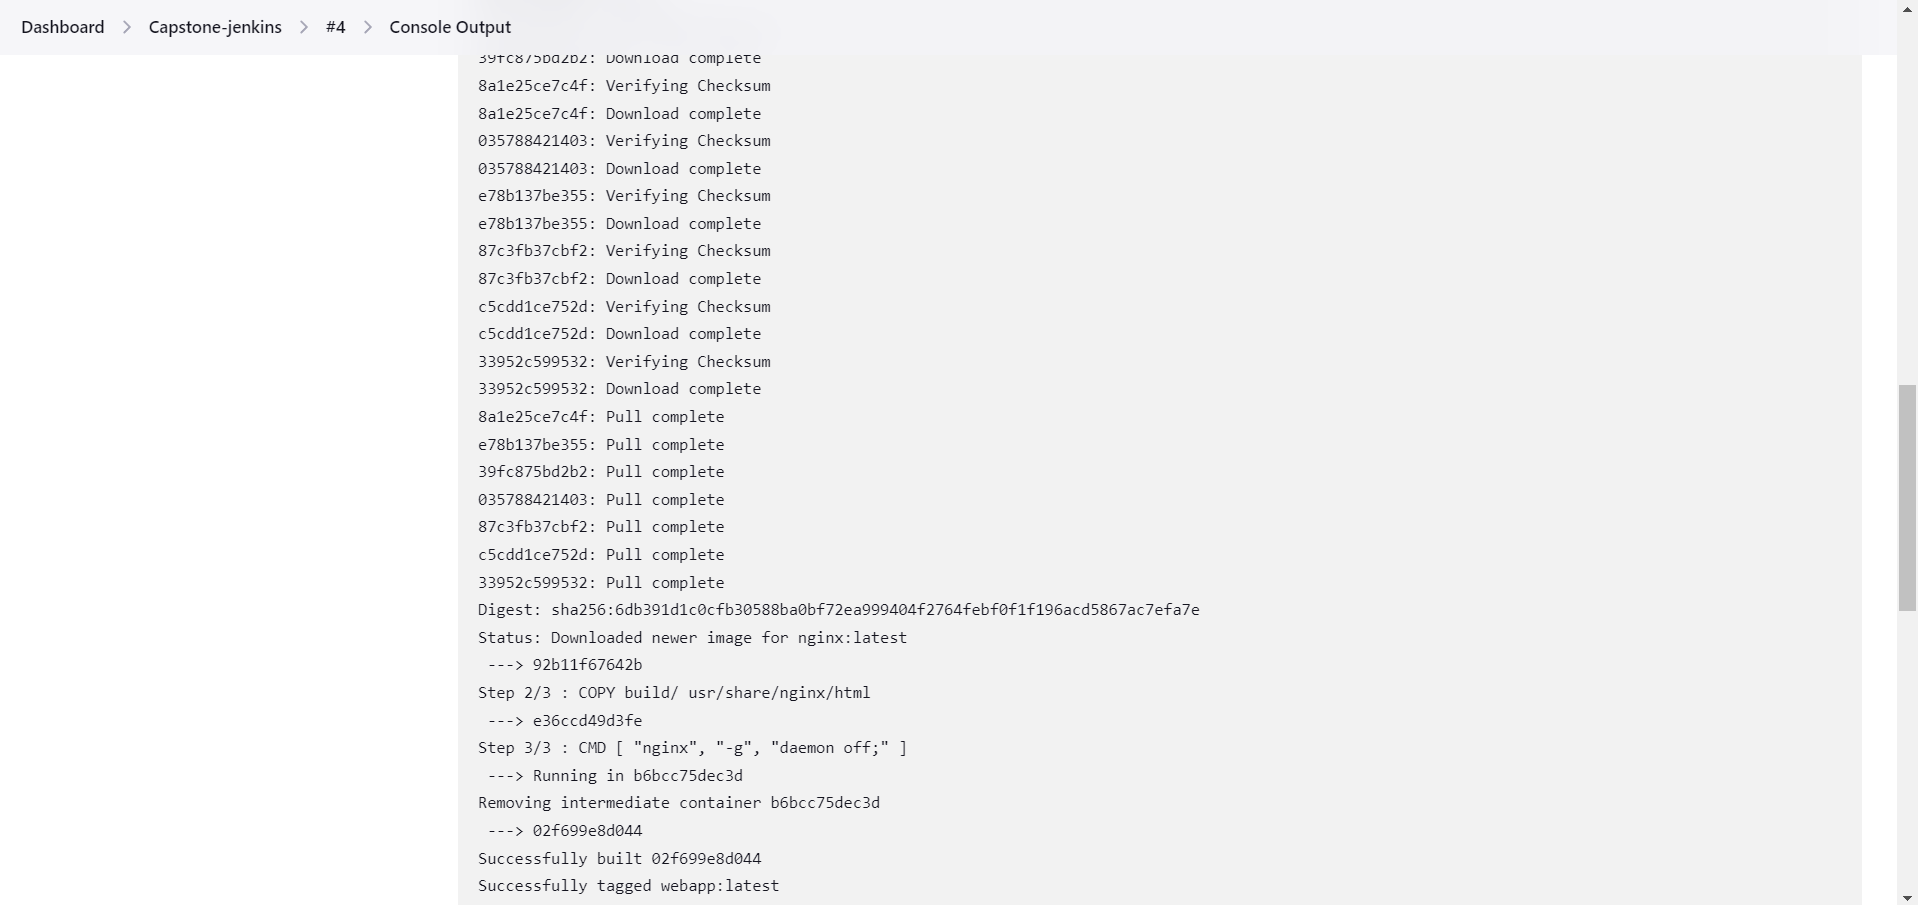 Dashboard > Capstone-jenkins > #4 > Console Output
39fc875bd2b2: Download complete
8a1e25ce7c4f: Verifying Checksum
8a1e25ce7c4f: Download complete
035788421403: Verifying Checksum
035788421403: Download complete
e78b137be355: Verifying Checksum
e78b137be355: Download complete
87c3fb37cbf2: Verifying Checksum
87c3fb37cbf2: Download complete
c5cdd1ce752d: Verifying Checksum
c5cdd1ce752d: Download complete
33952c599532: Verifying Checksum
33952c599532: Download complete
8a1e25ce7c4f: Pull complete
e78b137be355: Pull complete
39fc875bd2b2: Pull complete
035788421403: Pull complete
87c3fb37cbf2: Pull complete
c5cdd1ce752d: Pull complete
33952c599532: Pull complete
Digest: sha256:6db391d1c0cfb30588ba0bf72ea999404f2764febf0f1f196acd5867ac7efa7e
Status: Downloaded newer image for nginx:latest
---> 92b11f67642b
Step 2/3 : COPY build/ usr/share/nginx/html
---> e36ccd49d3fe
Step 3/3 : CMD [ "nginx", "-g", "daemon off;" ]
---> Running in b6bcc75dec3d
Removing intermediate container b6bcc75dec3d
---> 02f699e8d044
Successfully built 02f699e8d044
Successfully tagged webapp:latest